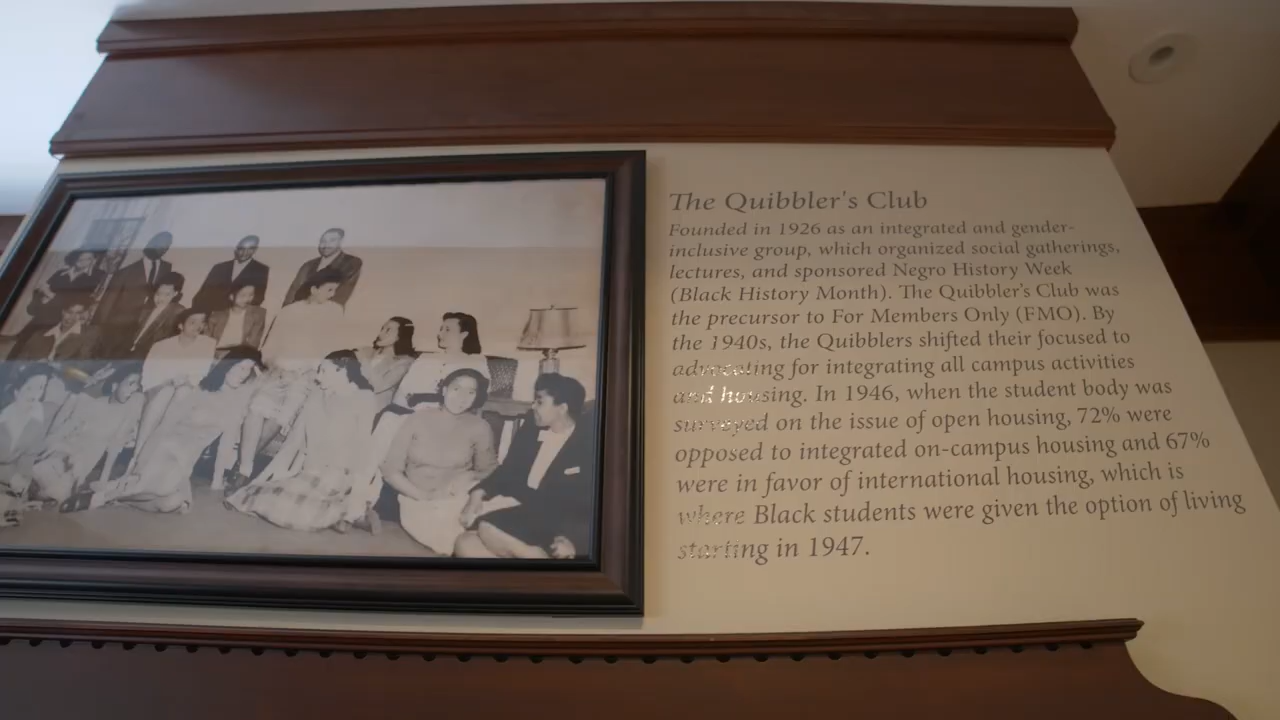 The Quibbler's Club
Founded in 1926 as an integrated and gender-
inclusive group, which organized social gatherings,
lectures, and sponsored Negro History Week
(Black History Month). The Quibbler's Club was
the precursor to For Members Only (FMO). By
the 1940s, the Quibblers shifted their focused to
advocating for integrating all campus activities
and housing. In 1946, when the student body was
surveyed on the issue of open housing, 72% were
opposed to integrated on-campus housing and 67%
were in favor of international housing, which is
where Black students were given the option of living
starting in 1947.